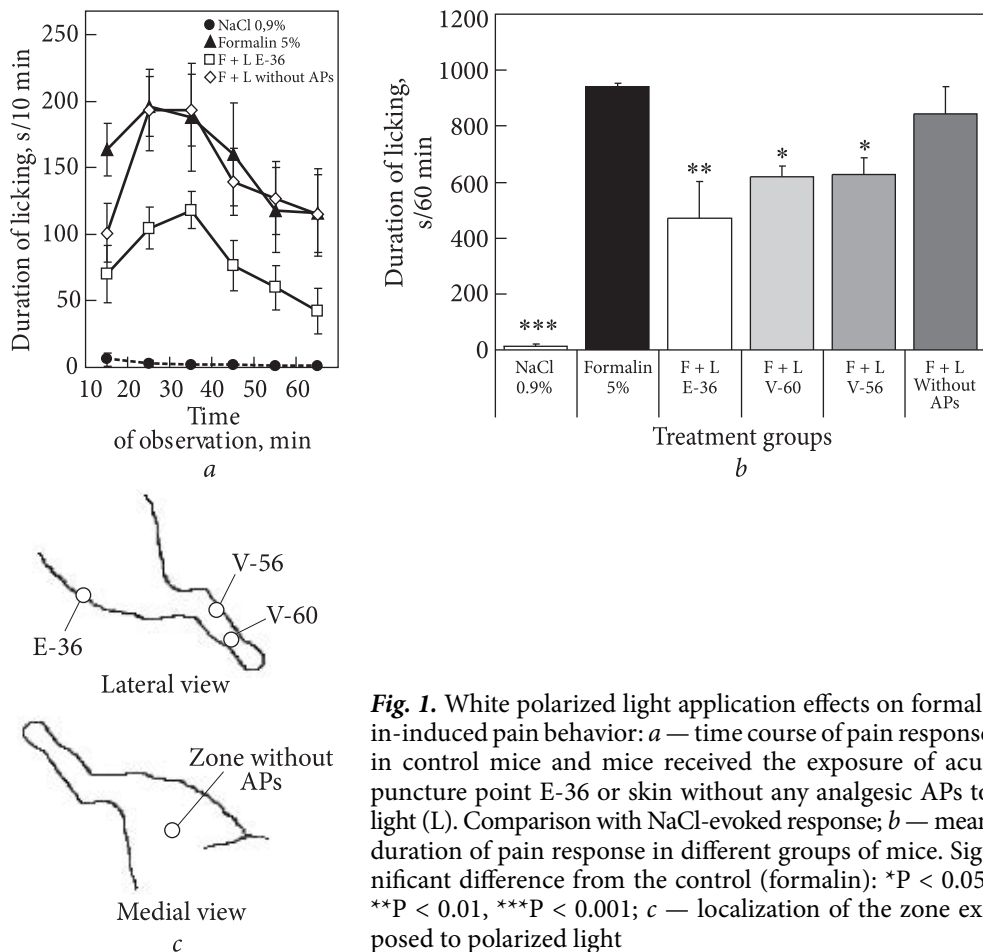 Duration of licking, s/10 min
250
200
150
100
50
0
NaCl 0,9%
Formalin 5%
F + L E-36
F + L without APs
10 20 30 40 50 60
Time
of observation, min
a
Duration of licking,
s/60 min
1200
1000
800
600
400
200
0
***
**
*
*
NaCl
0.9%
Formalin
5%
F + L
E-36
F + L
V-60
F + L
V-56
F + L
Without
APs
Treatment groups
b
V-56
V-60
E-36
Lateral view
Zone without
APs
Medial view
c
Fig. 1. White polarized light application effects on formal
in-induced pain behavior: a — time course of pain response
in control mice and mice received the exposure of acu
puncture point E-36 or skin without any analgesic APs to
light (L). Comparison with NaCl-evoked response; b — mean
duration of pain response in different groups of mice. Sig
nificant difference from the control (formalin): *P < 0.05
**P < 0.01, ***P < 0.001; c — localization of the zone ex
posed to polarized light